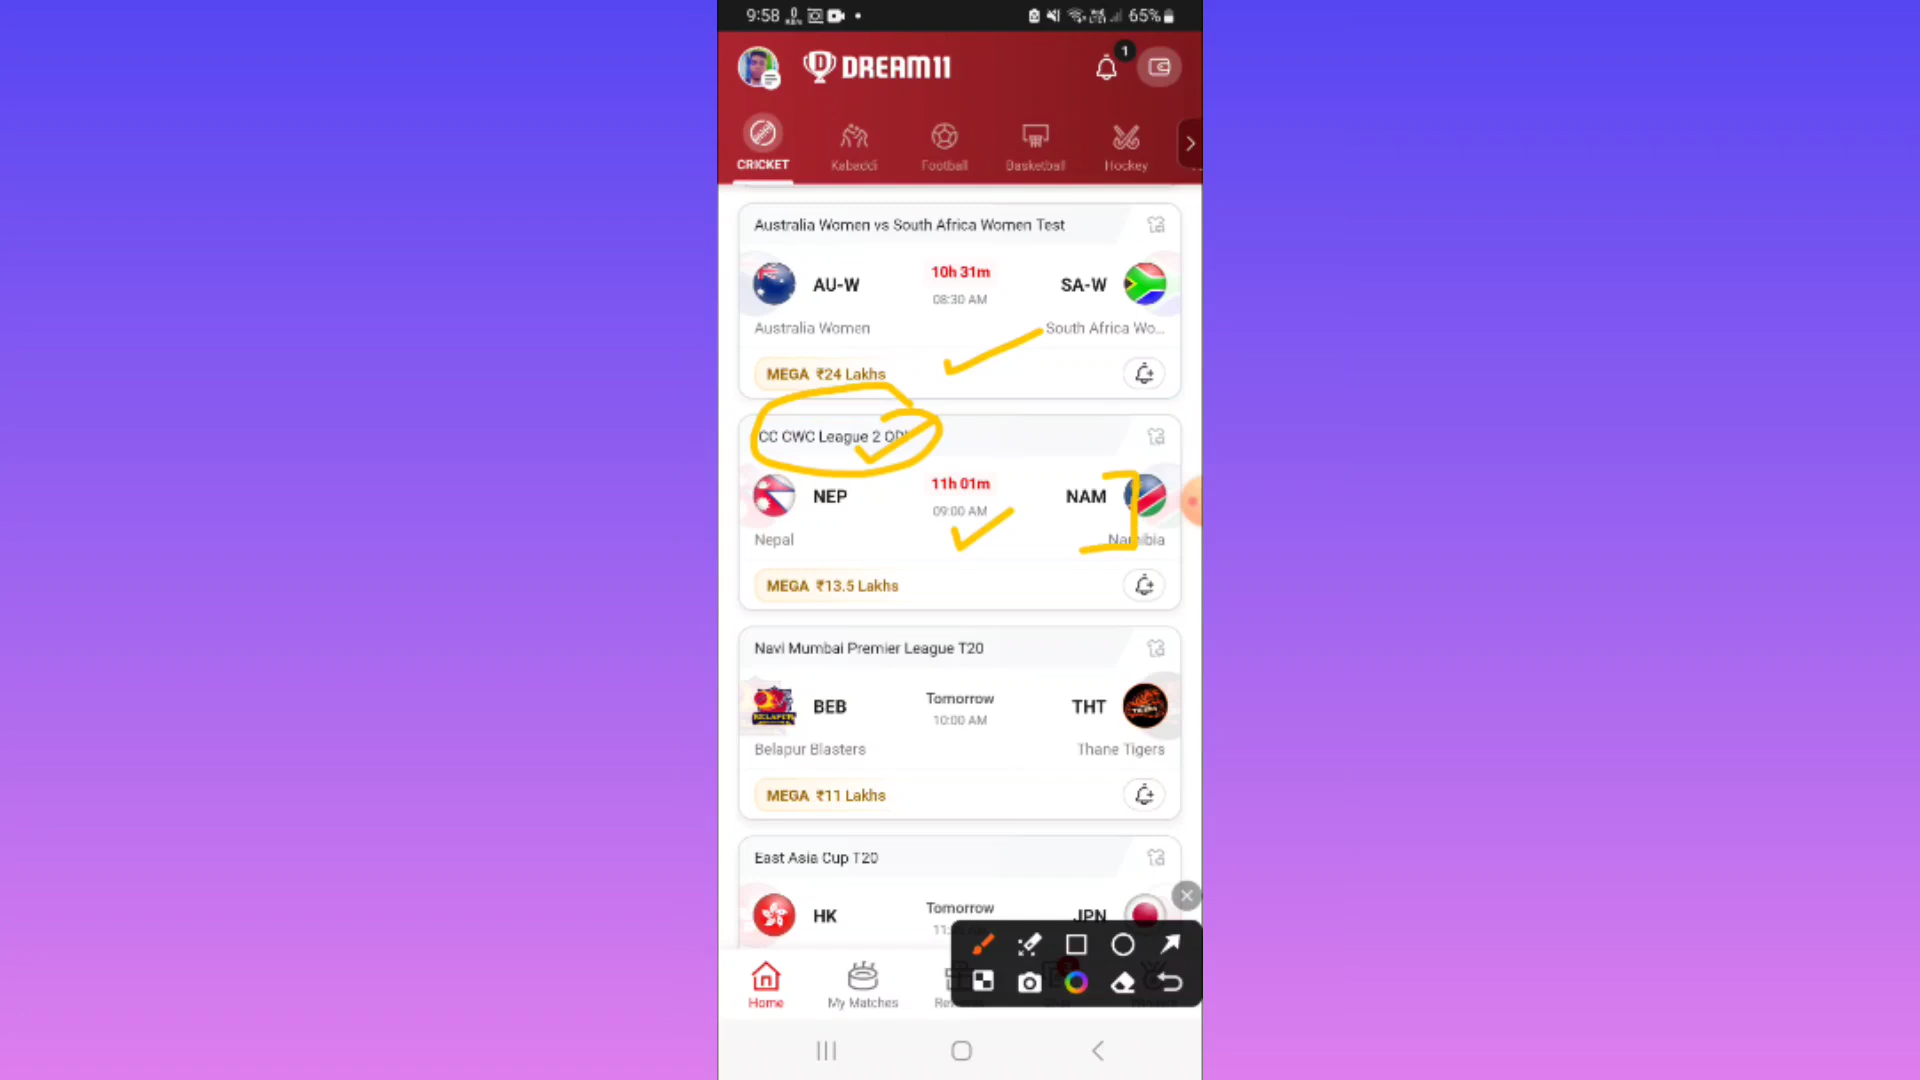 9:58
65%
DREAM11
1
CRICKET
Kabaddi
Football
Basketball
Hockey
Australia Women vs South Africa Women Test
AU-W
10h 31m
08:30 AM
SA-W
Australia Women
South Africa Wo...
MEGA ₹24 Lakhs
CC CWC League 2
NEP
11h 01m
09:00 AM
NAM
Nepal
MEGA ₹13.5 Lakhs
Navi Mumbai Premier League T20
BEB
Tomorrow
10:00 AM
THT
Belapur Blasters
Thane Tigers
MEGA ₹11 Lakhs
East Asia Cup T20
HK
Tomorrow
JPN
Home
My Matches